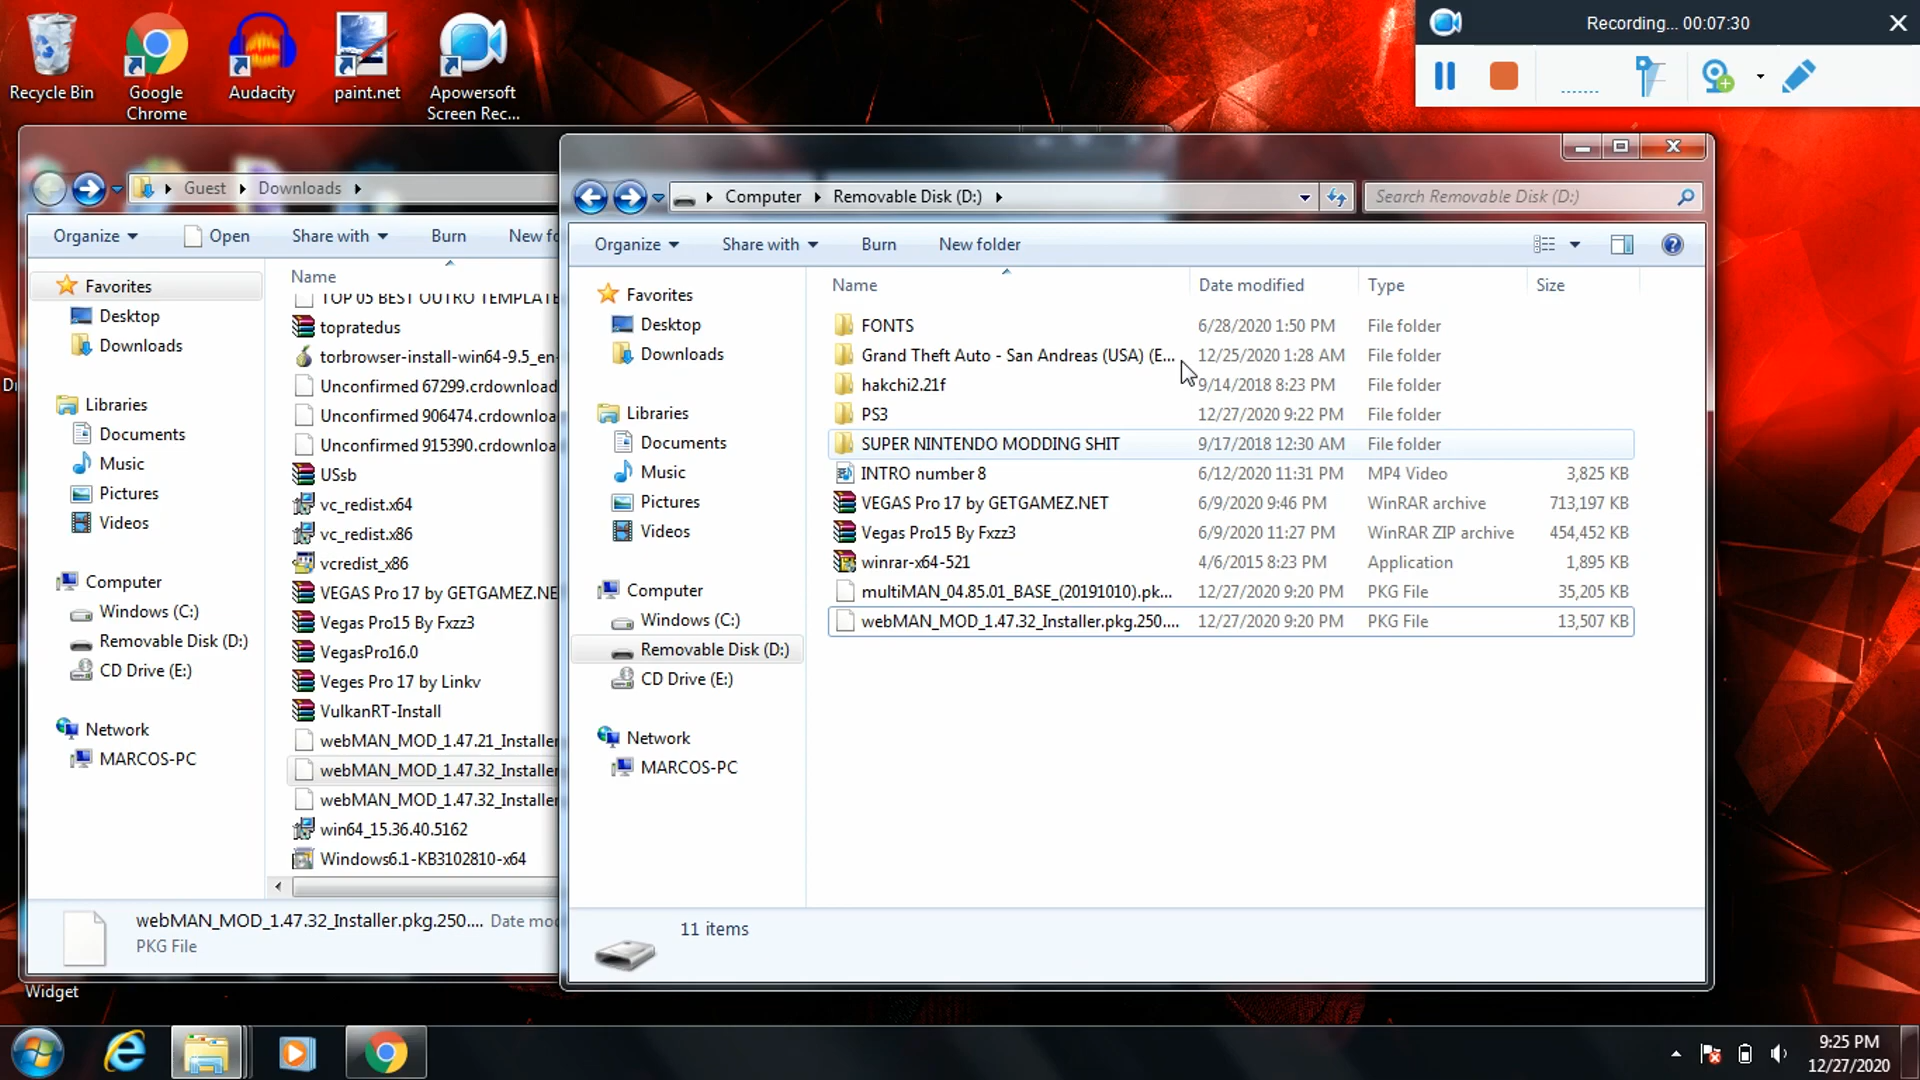 Recycle Bin
Google Chrome
Audacity
paint.net
Apowersoft Screen Rec...
Recording... 00:07:30
Guest
Downloads
Organize
Open
Share with
Burn
Name
Favorites
Desktop
Downloads
Libraries
Documents
Music
Pictures
Videos
Computer
Windows (C:)
Removable Disk (D:)
CD Drive (E:)
Network
MARCOS-PC
TOP 05 BEST OUTRO TEMPLATE
topratedus
torbrowser-install-win64-9.5_en-
Unconfirmed 67299.crdownload
Unconfirmed 906474.crdownloa
Unconfirmed 915390.crdownloa
USsb
vc_redist.x64
vc_redist.x86
vcredist_x86
VEGAS Pro 17 by GETGAMEZ.NE
Vegas Pro15 By Fxzz3
VegasPro16.0
Veges Pro 17 by Linkv
VulkanRT-Install
webMAN_MOD_1.47.21_Installer
webMAN_MOD_1.47.32_Installer
webMAN_MOD_1.47.32_Installer
win64_15.36.40.5162
Windows6.1-KB3102810-x64
webMAN_MOD_1.47.32_Installer.pkg.250.... Date mo
PKG File
Computer
Removable Disk (D:)
Search Removable Disk (D:)
Organize
Share with
Burn
New folder
Favorites
Desktop
Downloads
Libraries
Documents
Music
Pictures
Videos
Computer
Windows (C:)
Removable Disk (D:)
CD Drive (E:)
Network
MARCOS-PC
Name Date modified Type Size
FONTS 6/28/2020 1:50 PM File folder
Grand Theft Auto - San Andreas (USA) (E... 12/25/2020 1:28 AM File folder
hakchi2.21f 9/14/2018 8:23 PM File folder
PS3 12/27/2020 9:22 PM File folder
SUPER NINTENDO MODDING SHIT 9/17/2018 12:30 AM File folder
INTRO number 8 6/12/2020 11:31 PM MP4 Video 3,825 KB
VEGAS Pro 17 by GETGAMEZ.NET 6/9/2020 9:46 PM WinRAR archive 713,197 KB
Vegas Pro15 By Fxzz3 6/9/2020 11:27 PM WinRAR ZIP archive 454,452 KB
winrar-x64-521 4/6/2015 8:23 PM Application 1,895 KB
multiMAN_04.85.01_BASE_(20191010).pk... 12/27/2020 9:20 PM PKG File 35,205 KB
webMAN_MOD_1.47.32_Installer.pkg.250.... 12/27/2020 9:20 PM PKG File 13,507 KB
11 items
Widget
9:25 PM
12/27/2020